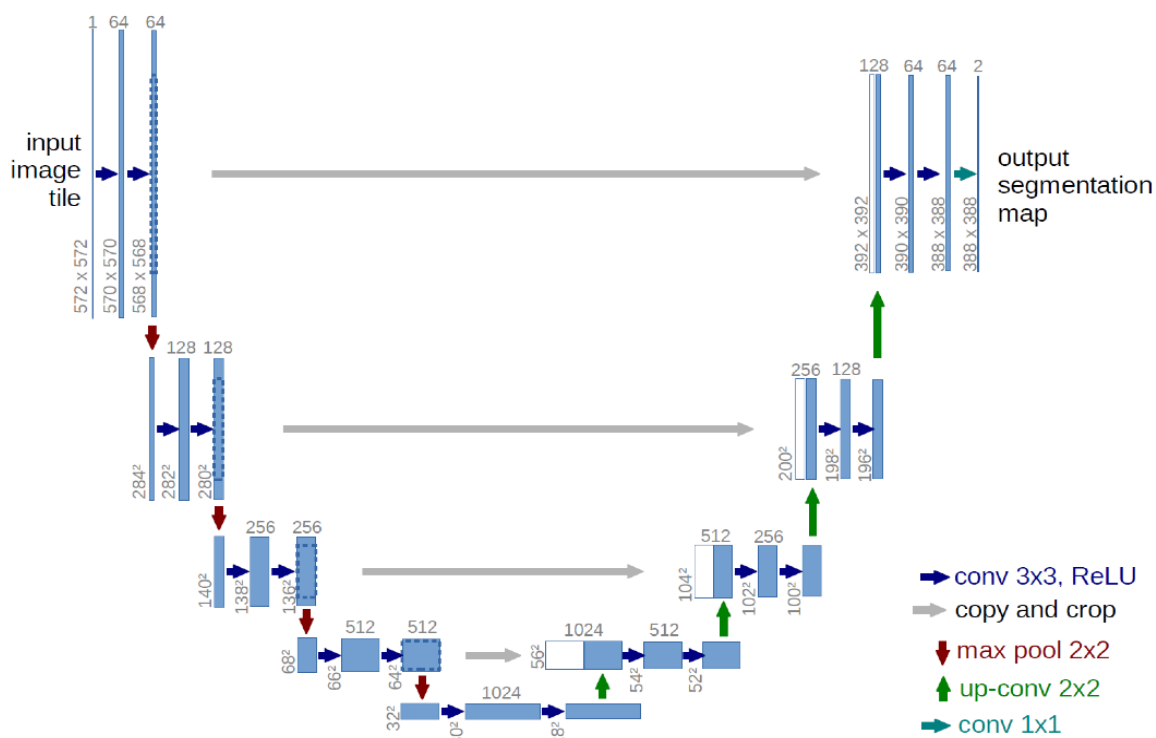 1 64 64
128 64 64 2
input
image
tile
output
segmentation
map
572 x 572
570 x 570
568 x 568
392 x 392
390 x 390
388 x 388
388 x 388
128 128
256 128
284²
282²
280²
200²
198²
196²
256 256
512 256
140²
138²
136²
104²
102²
100²
512 512
1024 512
68²
66²
64²
56²
54²
52²
1024
32²
conv 3x3, ReLU
copy and crop
max pool 2x2
up-conv 2x2
conv 1x1